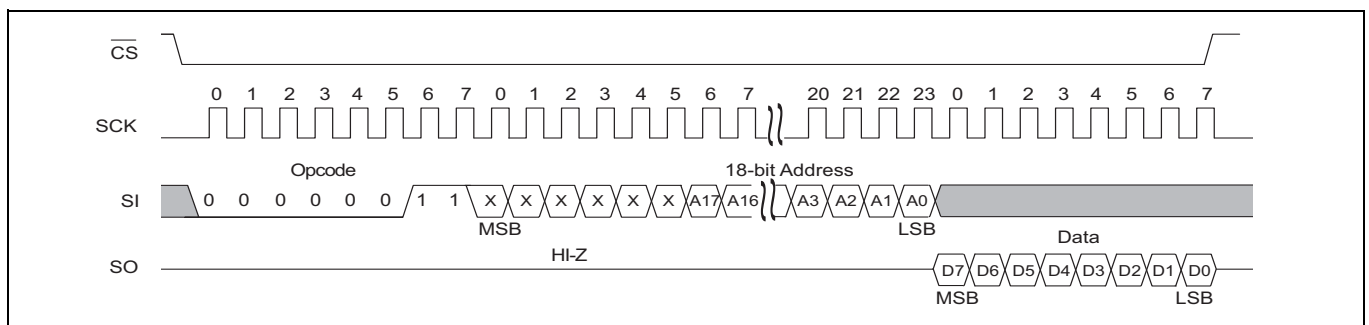 CS
0 1 2 3 4 5 6 7 0 1 2 3 4 5 6 7 20 21 22 23 0 1 2 3 4 5 6 7
SCK
Opcode 18-bit Address
SI 0 0 0 0 0 0 1 1 X X X X X X A17 A16 A3 A2 A1 A0
MSB LSB
HI-Z Data
SO D7 D6 D5 D4 D3 D2 D1 D0
MSB LSB